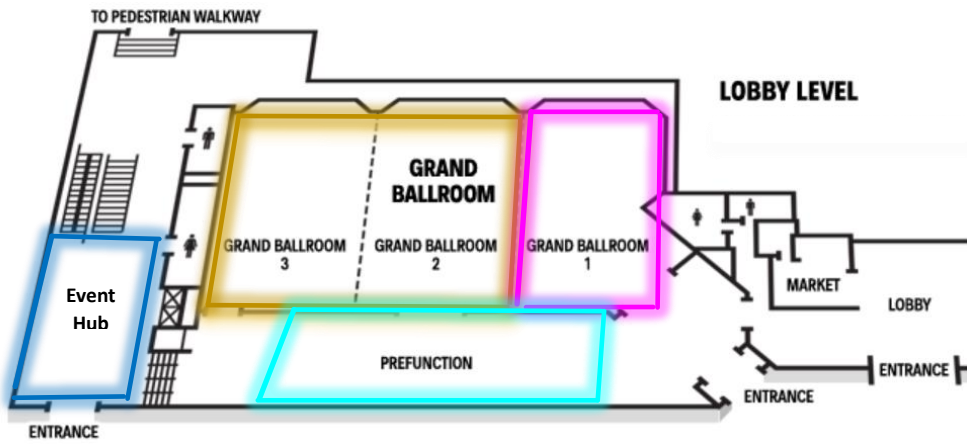 TO PEDESTRIAN WALKWAY
LOBBY LEVEL
GRAND
BALLROOM
GRAND BALLROOM
3
GRAND BALLROOM
2
GRAND BALLROOM
1
Event
Hub
MARKET
LOBBY
PREFUNCTION
ENTRANCE
ENTRANCE
ENTRANCE